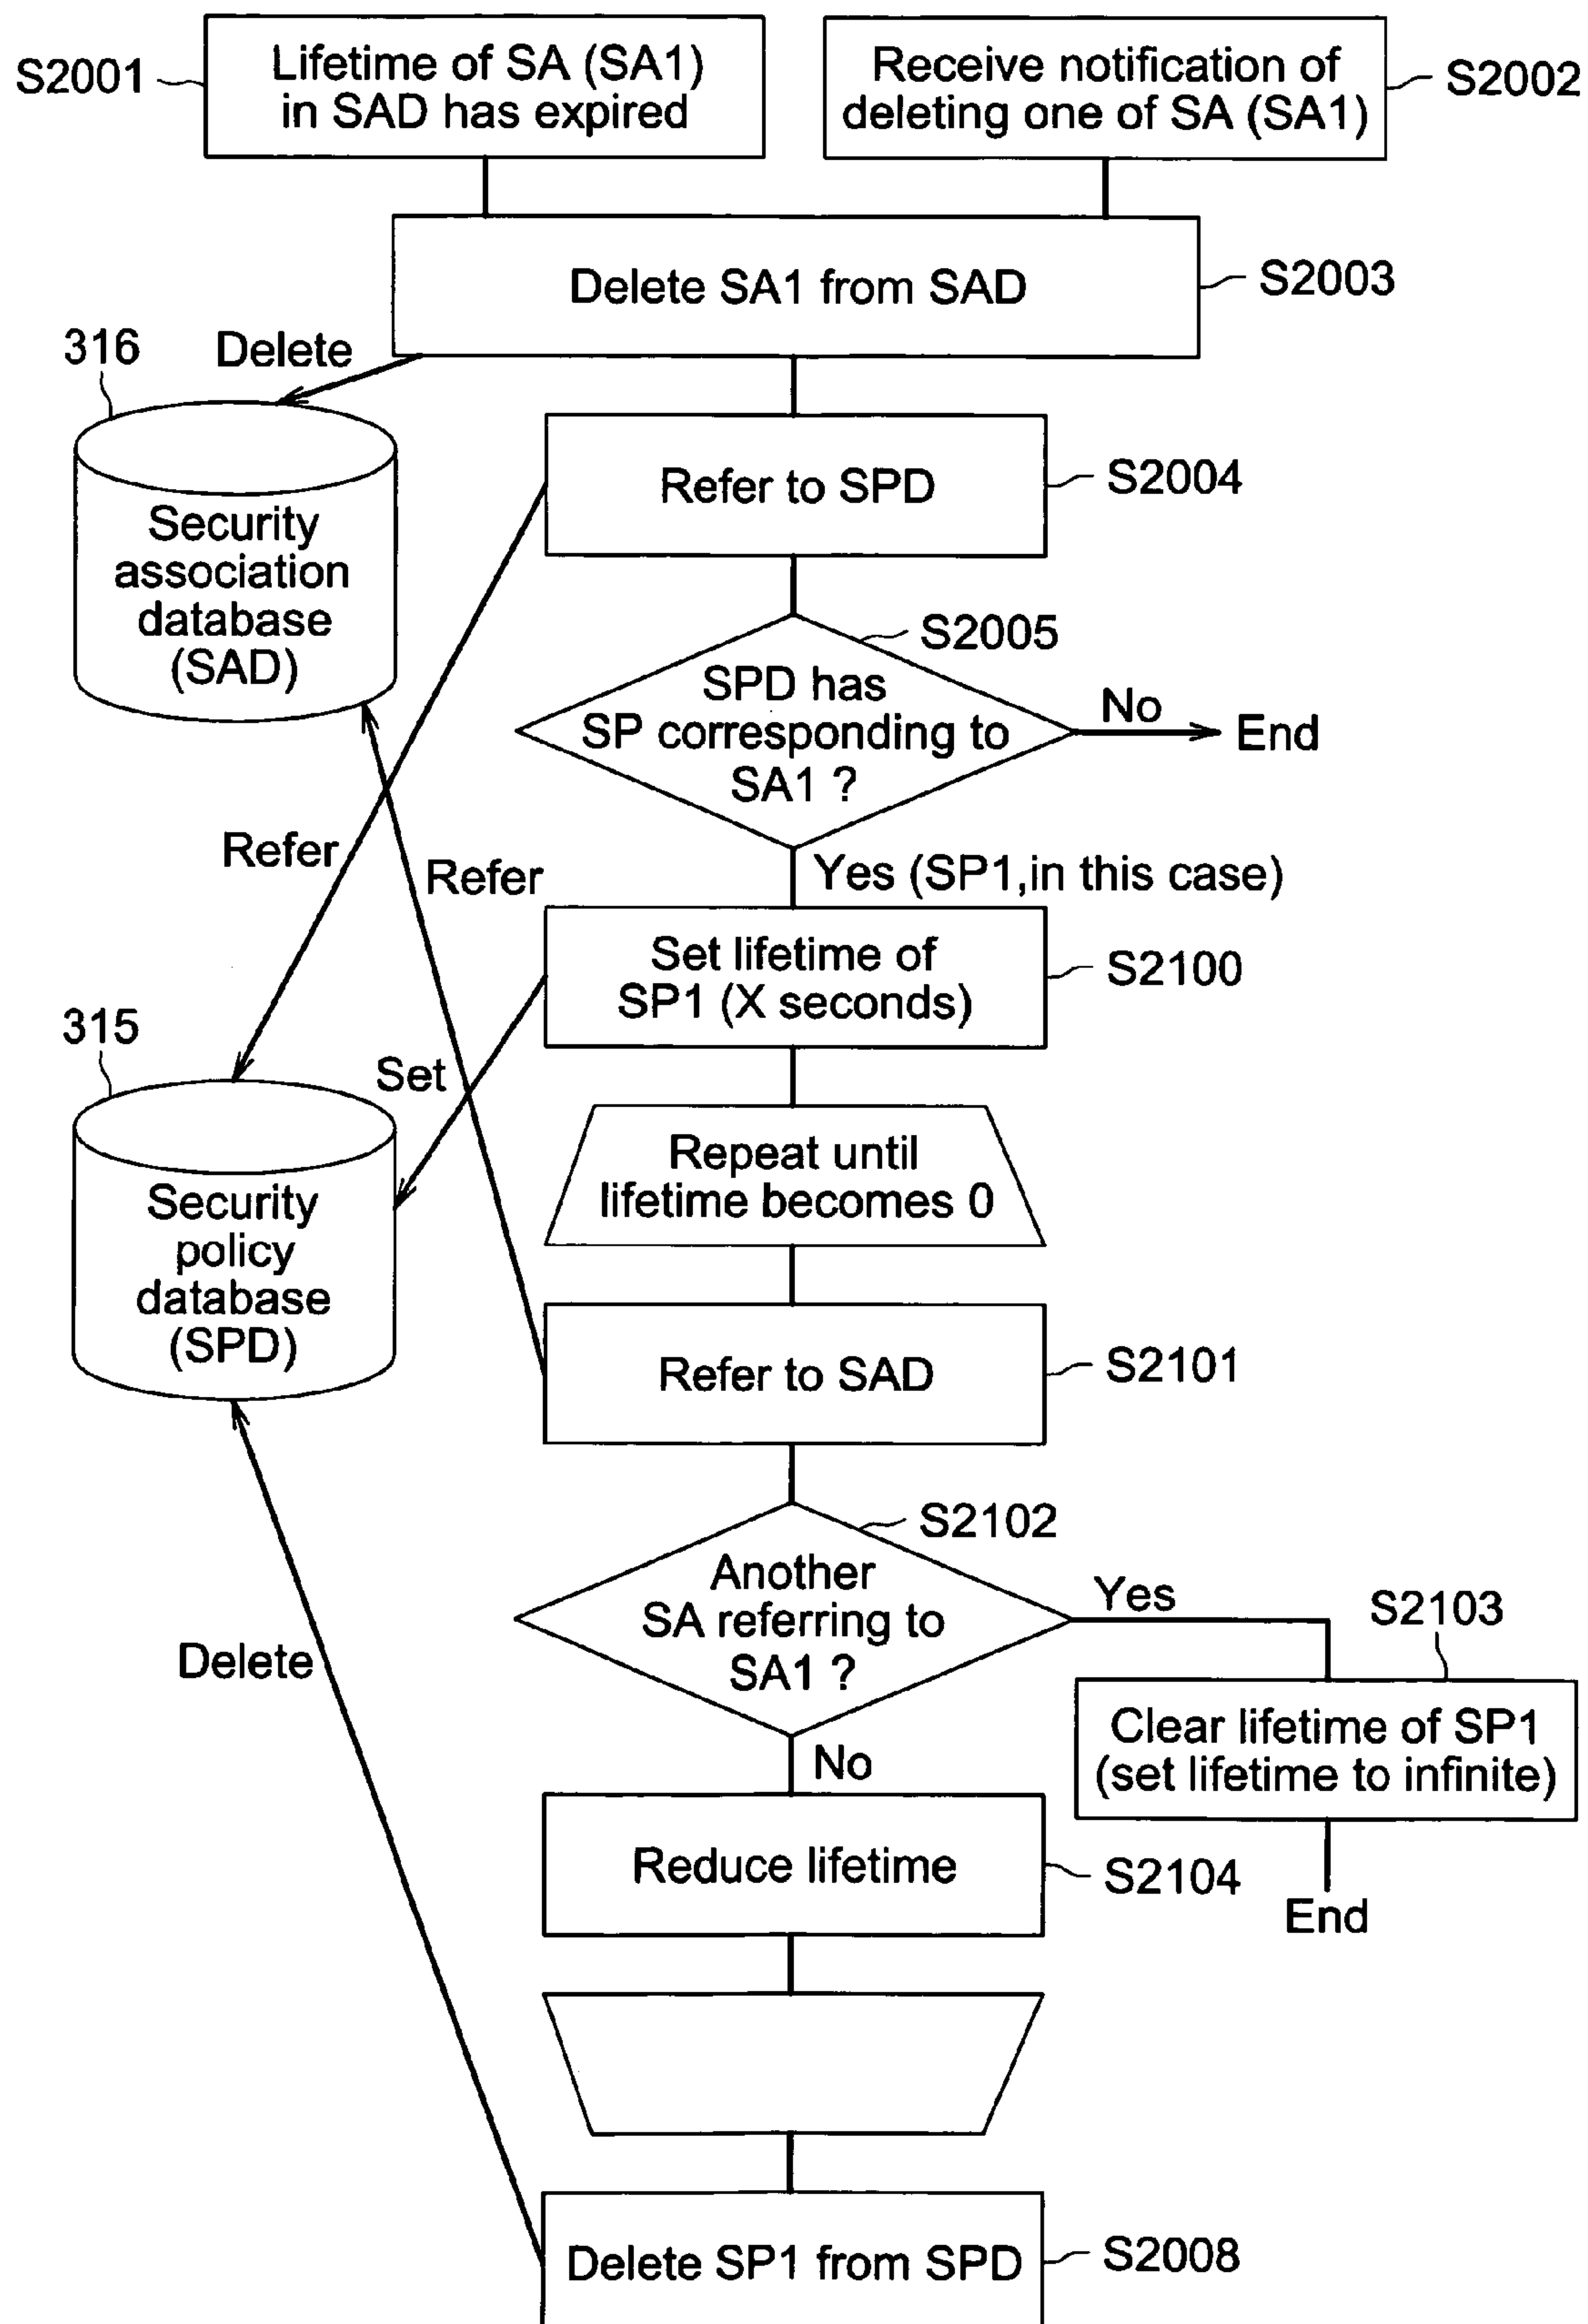 S2001
Lifetime of SA (SA1)
in SAD has expired
Receive notification of
deleting one of SA (SA1)
S2002
Delete SA1 from SAD
S2003
316
Delete
Security
association
database
(SAD)
Refer to SPD
S2004
S2005
SPD has
SP corresponding to
SA1 ?
No
End
Refer
Refer
Yes (SP1,in this case)
Set lifetime of
SP1 (X seconds)
S2100
315
Set
Security
policy
database
(SPD)
Repeat until
lifetime becomes 0
Refer to SAD
S2101
S2102
Another
SA referring to
SA1 ?
Yes
S2103
Delete
Clear lifetime of SP1
(set lifetime to infinite)
No
End
Reduce lifetime
S2104
Delete SP1 from SPD
S2008